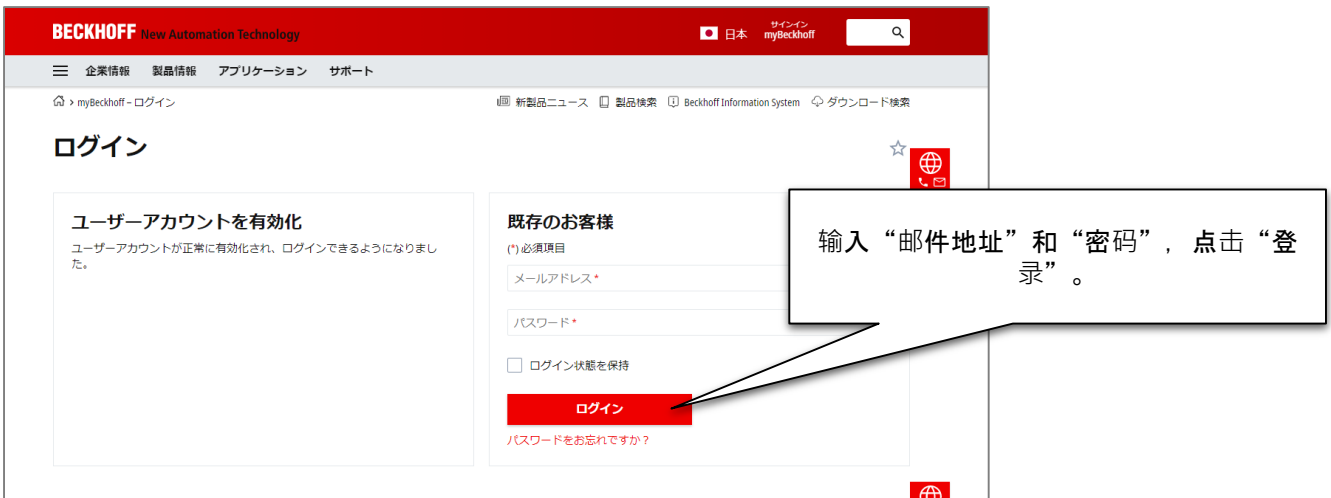 BECKHOFF New Automation Technology
日本
サインイン
myBeckhoff
企業情報 製品情報 アプリケーション サポート
> myBeckhoff – ログイン
新製品ニュース 製品検索 Beckhoff Information System ダウンロード検索
ログイン
ユーザーアカウントを有効化
ユーザーアカウントが正常に有効化され、ログインできるようになりまし
た。
既存のお客様
(*) 必須項目
メールアドレス *
パスワード *
ログイン状態を保持
ログイン
パスワードをお忘れですか？
输入“邮件地址”和“密码”，点击“登
录”。